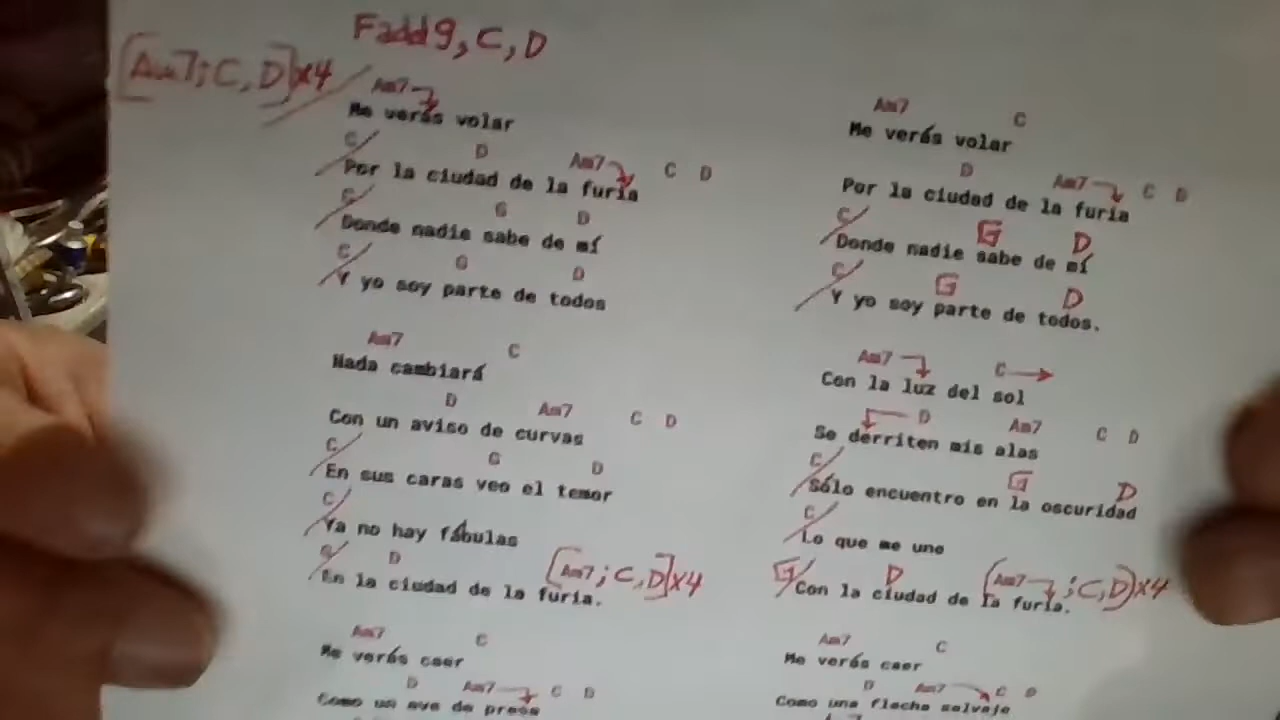 Fadd9, C, D
[Am7; C, D]x4
Am7
Me verás volar
C D Am7 C D
Por la ciudad de la furia
C G D
Donde nadie sabe de mí
C G D
Y yo soy parte de todos
Am7 C
Nada cambiará
D Am7 C D
Con un aviso de curvas
C G D
En sus caras veo el temor
C
Ya no hay fábulas
G D [Am7; C, D]x4
En la ciudad de la furia.
Am7 C
Me verás caer
D Am7 C D
Como un ave de presa
Am7 C
Me verás volar
D Am7 C D
Por la ciudad de la furia
C G D
Donde nadie sabe de mí
C G D
Y yo soy parte de todos.
Am7 C
Con la luz del sol
D Am7 C D
Se derriten mis alas
C G D
Sólo encuentro en la oscuridad
C
Lo que me une
G D (Am7; C, D)x4
Con la ciudad de la furia.
Am7 C
Me verás caer
D Am7 C D
Como una flecha salvaje